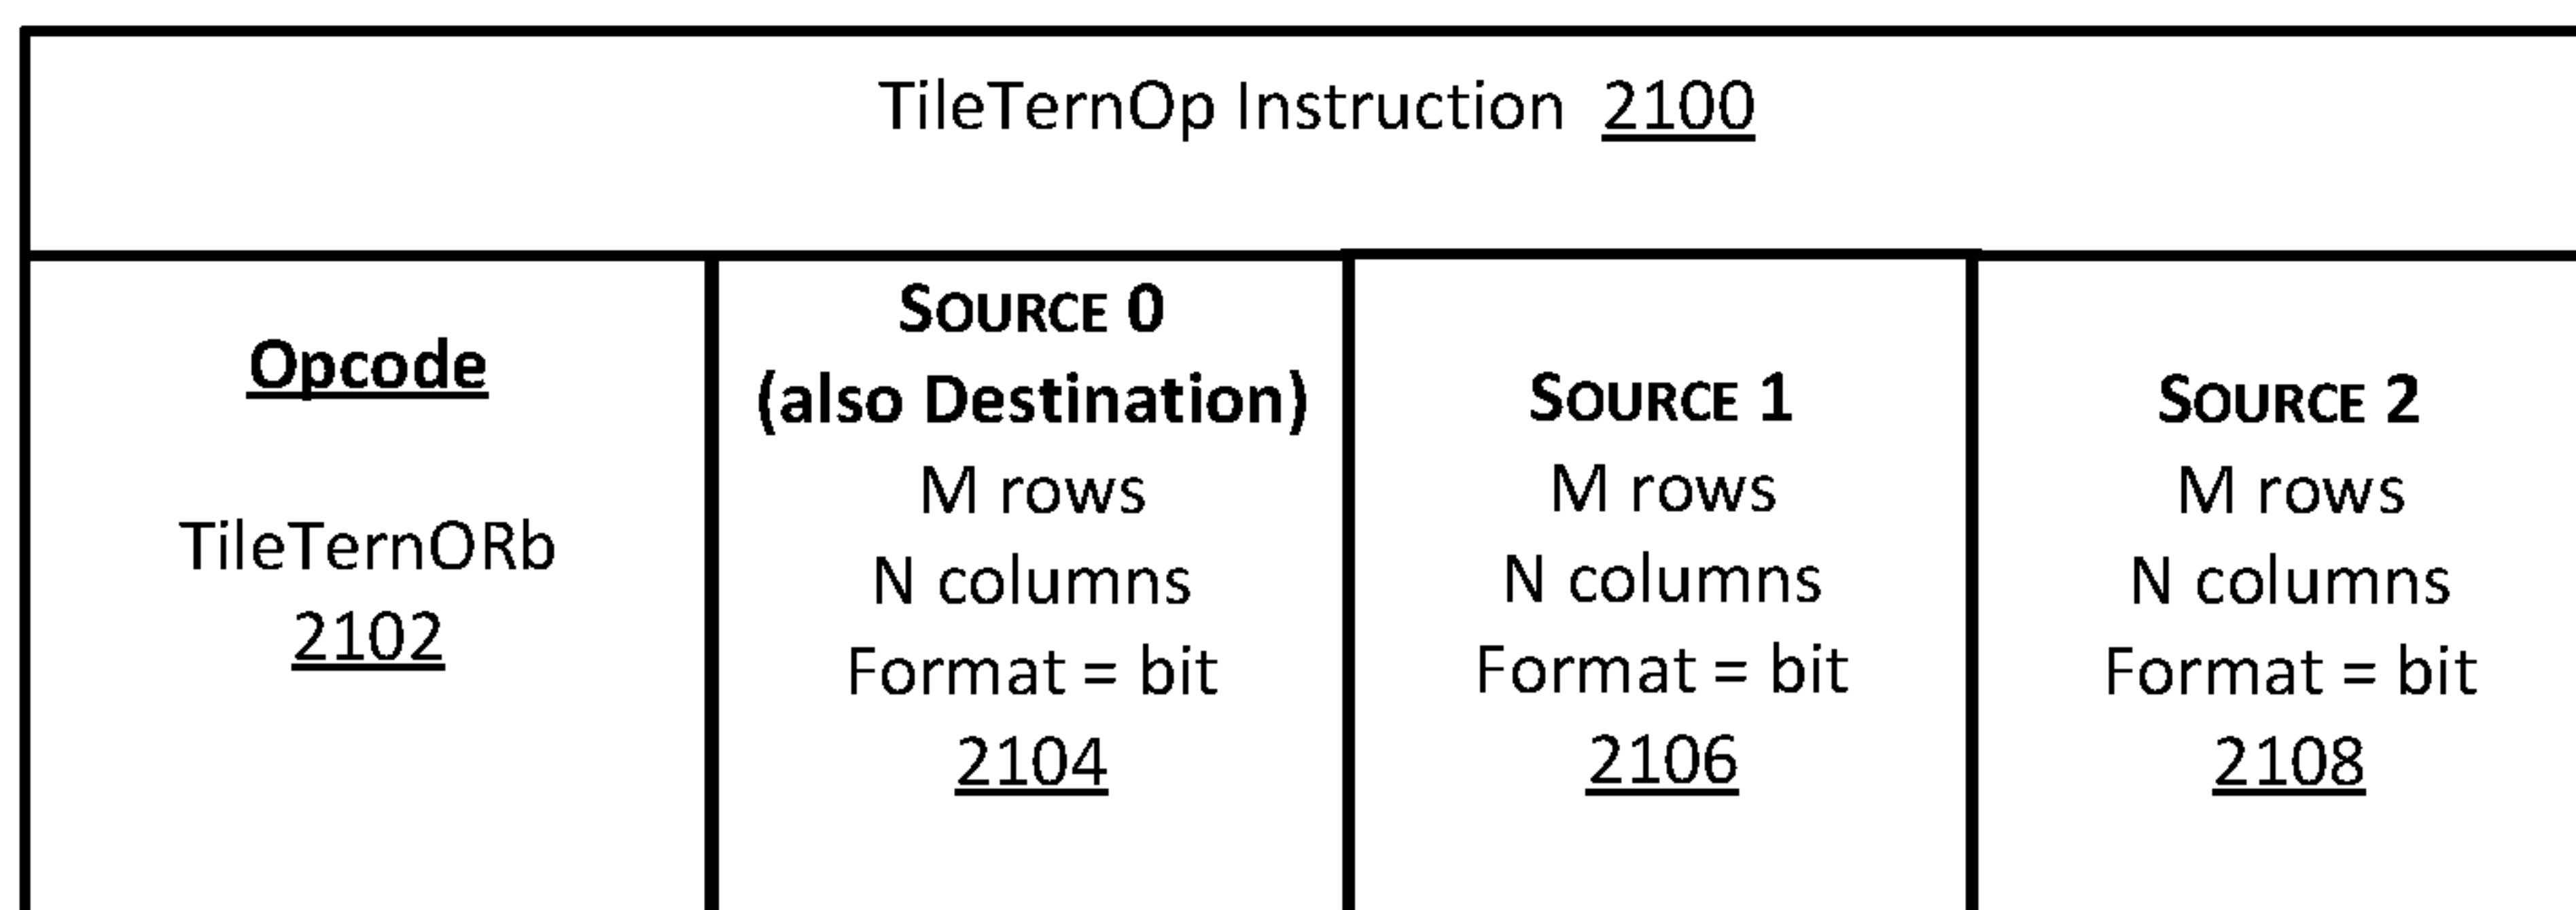 TileTernOp Instruction 2100
Opcode
TileTernORb
2102
SOURCE 0
(also Destination)
M rows
N columns
Format = bit
2104
SOURCE 1
M rows
N columns
Format = bit
2106
SOURCE 2
M rows
N columns
Format = bit
2108